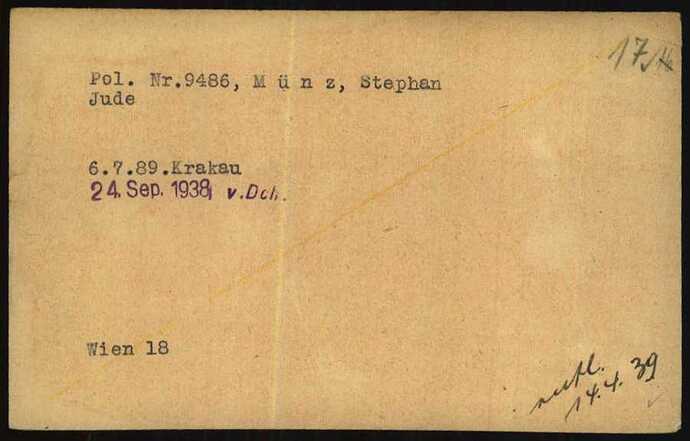 17
Pol. Nr.9486, M ü n z, Stephan
Jude
6.7.89.Krakau
24. Sep. 1938 v.Dch.
Wien 18
entl.
14.4.39